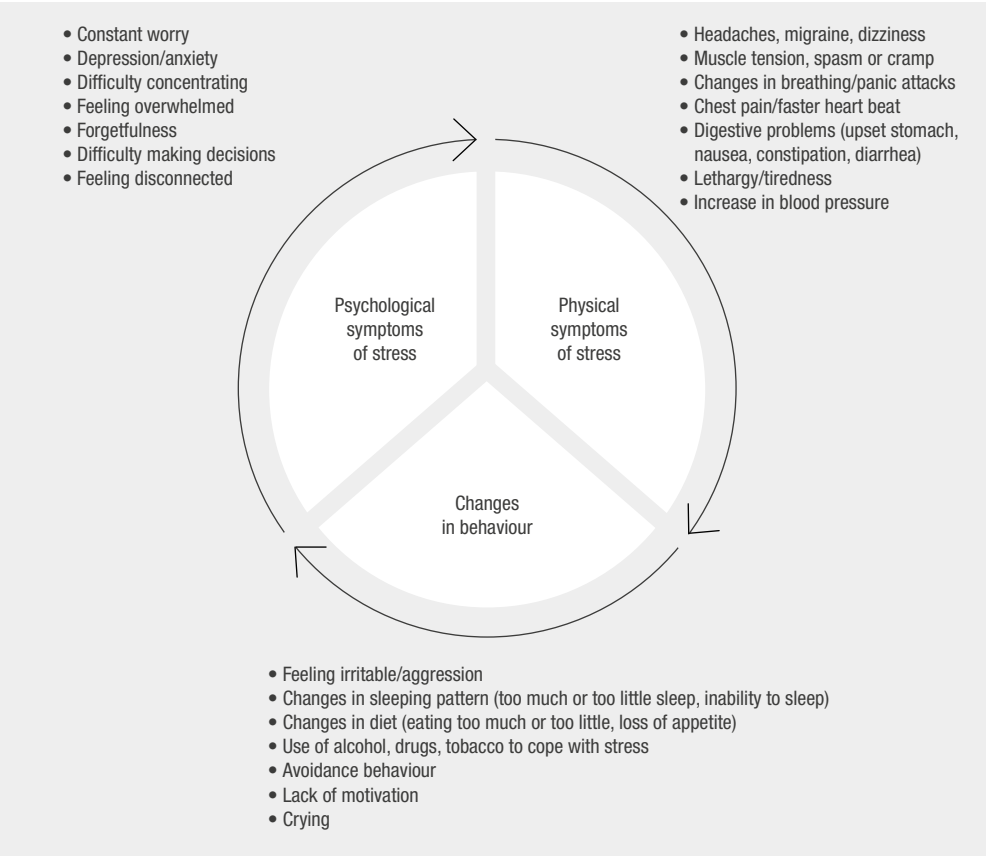 • Constant worry
• Depression/anxiety
• Difficulty concentrating
• Feeling overwhelmed
• Forgetfulness
• Difficulty making decisions
• Feeling disconnected
• Headaches, migraine, dizziness
• Muscle tension, spasm or cramp
• Changes in breathing/panic attacks
• Chest pain/faster heart beat
• Digestive problems (upset stomach,
nausea, constipation, diarrhea)
• Lethargy/tiredness
• Increase in blood pressure
Psychological
symptoms
of stress
Physical
symptoms
of stress
Changes
in behaviour
• Feeling irritable/aggression
• Changes in sleeping pattern (too much or too little sleep, inability to sleep)
• Changes in diet (eating too much or too little, loss of appetite)
• Use of alcohol, drugs, tobacco to cope with stress
• Avoidance behaviour
• Lack of motivation
• Crying